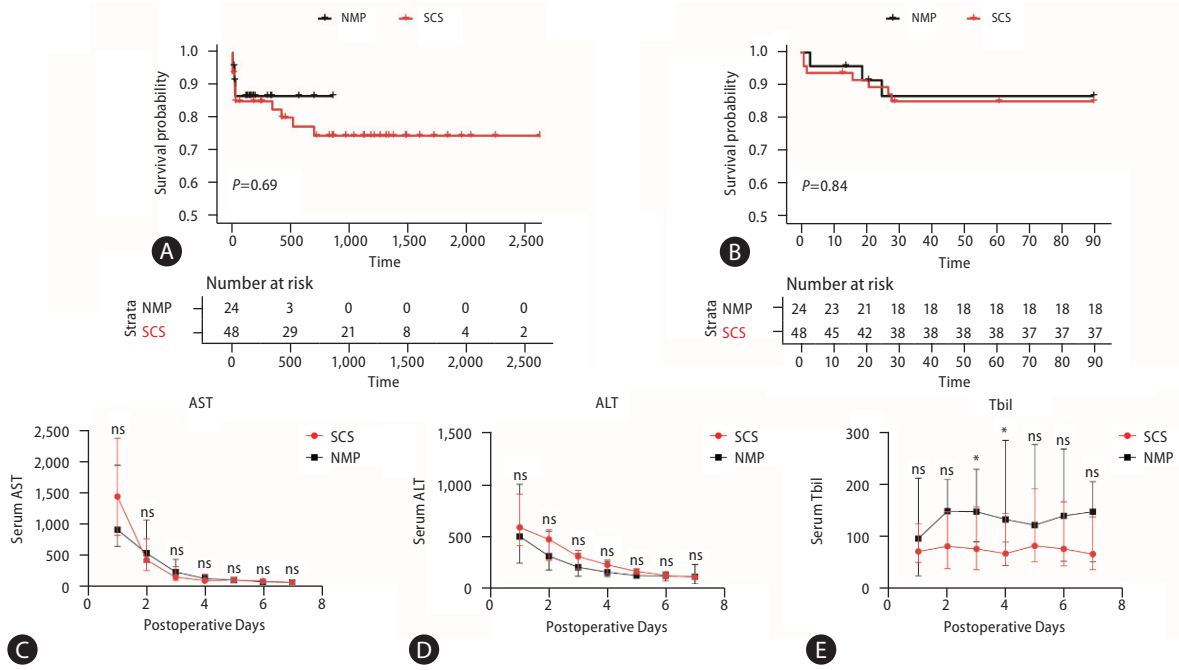 NMP SCS
1.0
0.9
0.8
0.7
0.6
0.5
Survival probability
P=0.69
0 500 1,000 1,500 2,000 2,500
Time
A
Number at risk
Strata
NMP 24 3 0 0 0 0
SCS 48 29 21 8 4 2
0 500 1,000 1,500 2,000 2,500
Time
NMP SCS
1.0
0.9
0.8
0.7
0.6
0.5
Survival probability
P=0.84
0 10 20 30 40 50 60 70 80 90
Time
B
Number at risk
Strata
NMP 24 23 21 18 18 18 18 18 18 18
SCS 48 45 42 38 38 38 38 37 37 37
0 10 20 30 40 50 60 70 80 90
Time
AST
2,500
2,000
1,500
1,000
500
0
Serum AST
ns ns ns ns ns ns ns
SCS
NMP
0 2 4 6 8
Postoperative Days
C
ALT
1,500
1,000
500
0
Serum ALT
ns ns ns ns ns ns ns
SCS
NMP
0 2 4 6 8
Postoperative Days
D
Tbil
300
200
100
0
Serum Tbil
ns ns * * ns ns ns
SCS
NMP
0 2 4 6 8
Postoperative Days
E